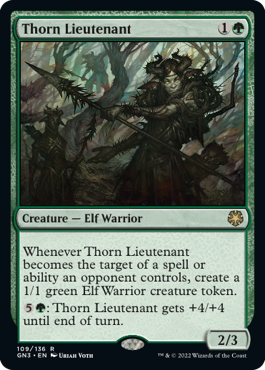 Thorn Lieutenant 1
Creature — Elf Warrior
Whenever Thorn Lieutenant
becomes the target of a spell or
ability an opponent controls, create a
1/1 green Elf Warrior creature token.
5 : Thorn Lieutenant gets +4/+4
until end of turn.
2/3
109/136 R
GN3 • EN Uriah Voth
™ & © 2022 Wizards of the Coast